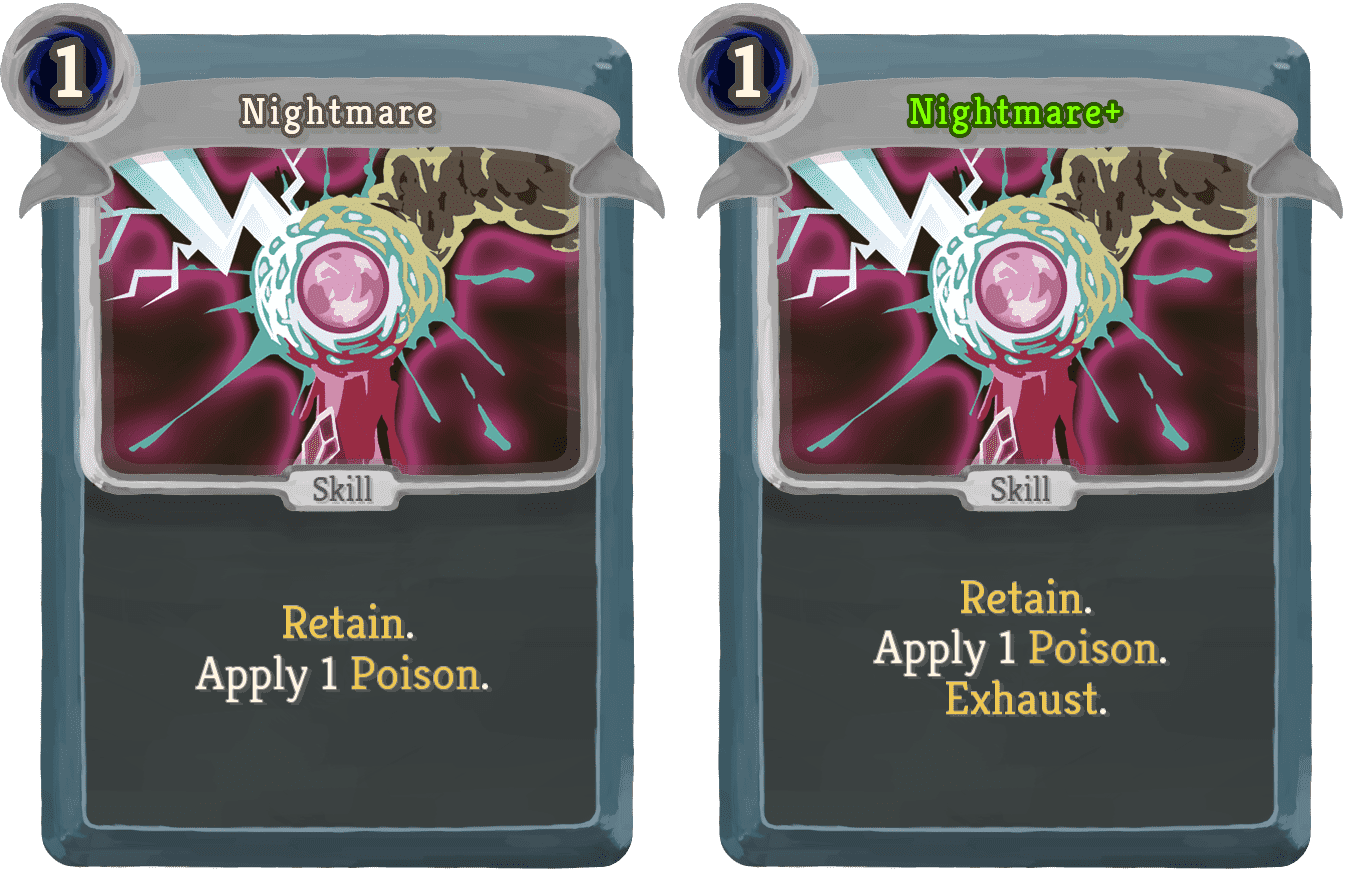 1
Nightmare
Skill
Retain.
Apply 1 Poison.
1
Nightmare+
Skill
Retain.
Apply 1 Poison.
Exhaust.